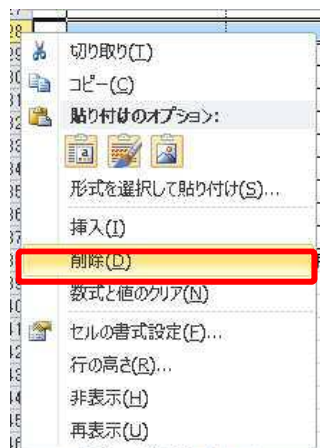 28
切り取り(T)
コピー(C)
貼り付けのオプション:
形式を選択して貼り付け(S)...
挿入(I)
削除(D)
数式と値のクリア(N)
セルの書式設定(F)...
行の高さ(R)...
非表示(H)
再表示(U)